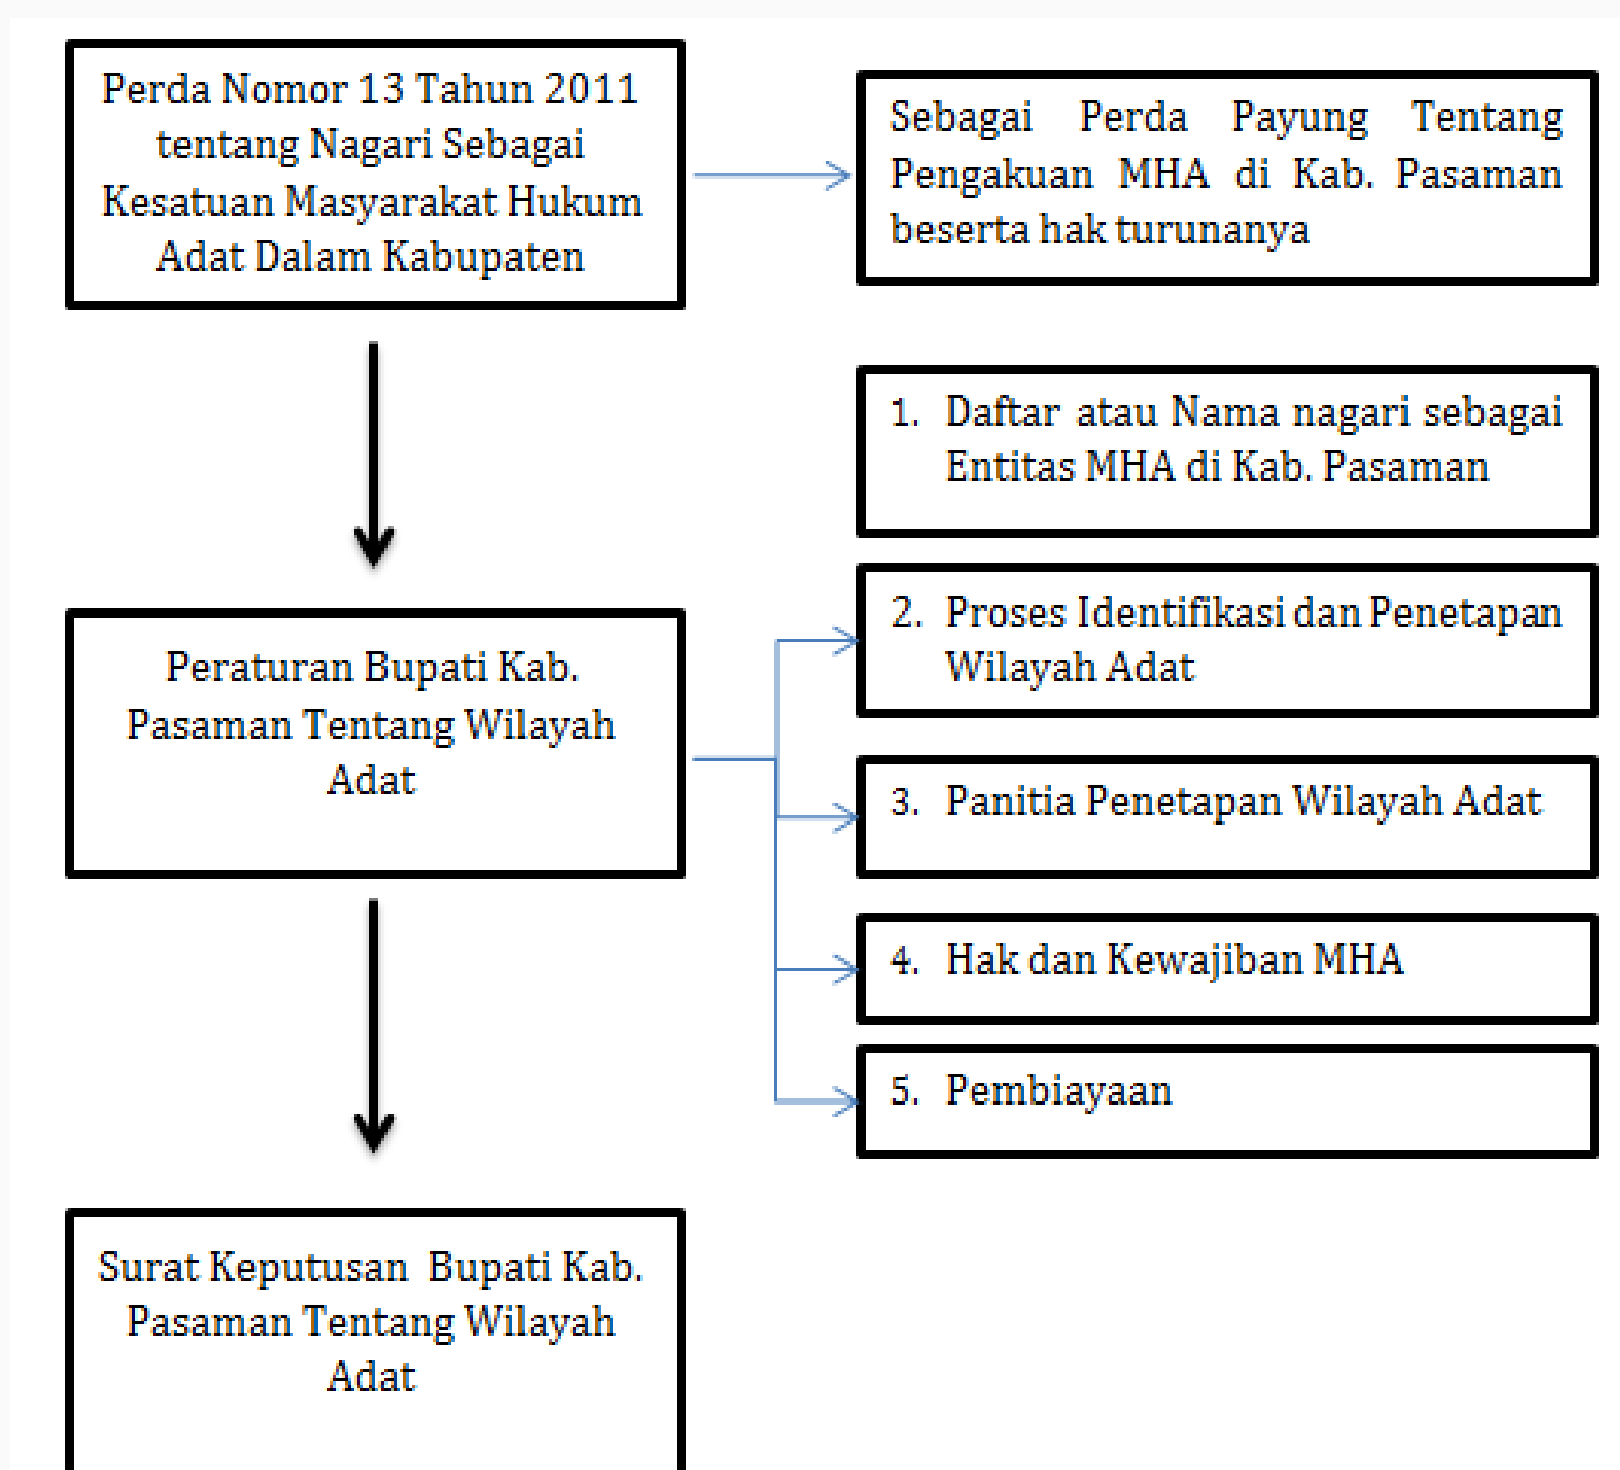 Perda Nomor 13 Tahun 2011
tentang Nagari Sebagai
Kesatuan Masyarakat Hukum
Adat Dalam Kabupaten
Sebagai Perda Payung Tentang
Pengakuan MHA di Kab. Pasaman
beserta hak turunanya
1. Daftar atau Nama nagari sebagai
Entitas MHA di Kab. Pasaman
Peraturan Bupati Kab.
Pasaman Tentang Wilayah
Adat
2. Proses Identifikasi dan Penetapan
Wilayah Adat
3. Panitia Penetapan Wilayah Adat
4. Hak dan Kewajiban MHA
5. Pembiayaan
Surat Keputusan Bupati Kab.
Pasaman Tentang Wilayah
Adat